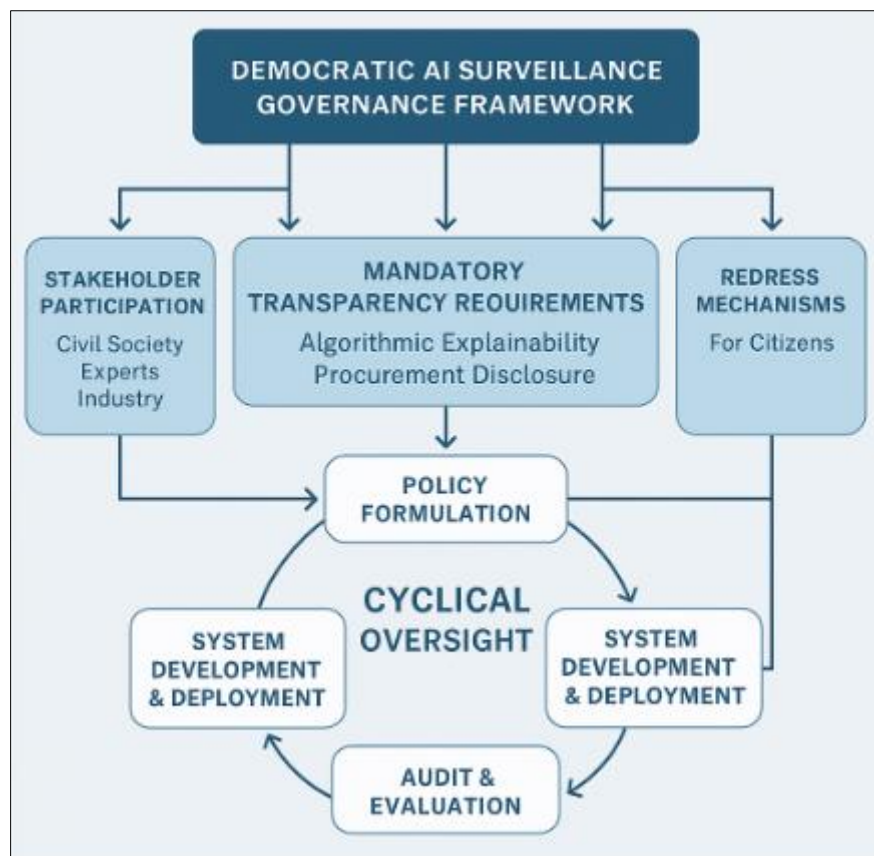 DEMOCRATIC AI SURVEILLANCE
GOVERNANCE FRAMEWORK
STAKEHOLDER
PARTICIPATION
Civil Society
Experts
Industry
MANDATORY
TRANSPARENCY REOUIREMENTS
Algorithmic Explainability
Procurement Disclosure
REDRESS
MECHANISMS
For Citizens
POLICY
FORMULATION
CYCLICAL
OVERSIGHT
SYSTEM
DEVELOPMENT
& DEPLOYMENT
SYSTEM
DEVELOPMENT
& DEPLOYMENT
AUDIT &
EVALUATION